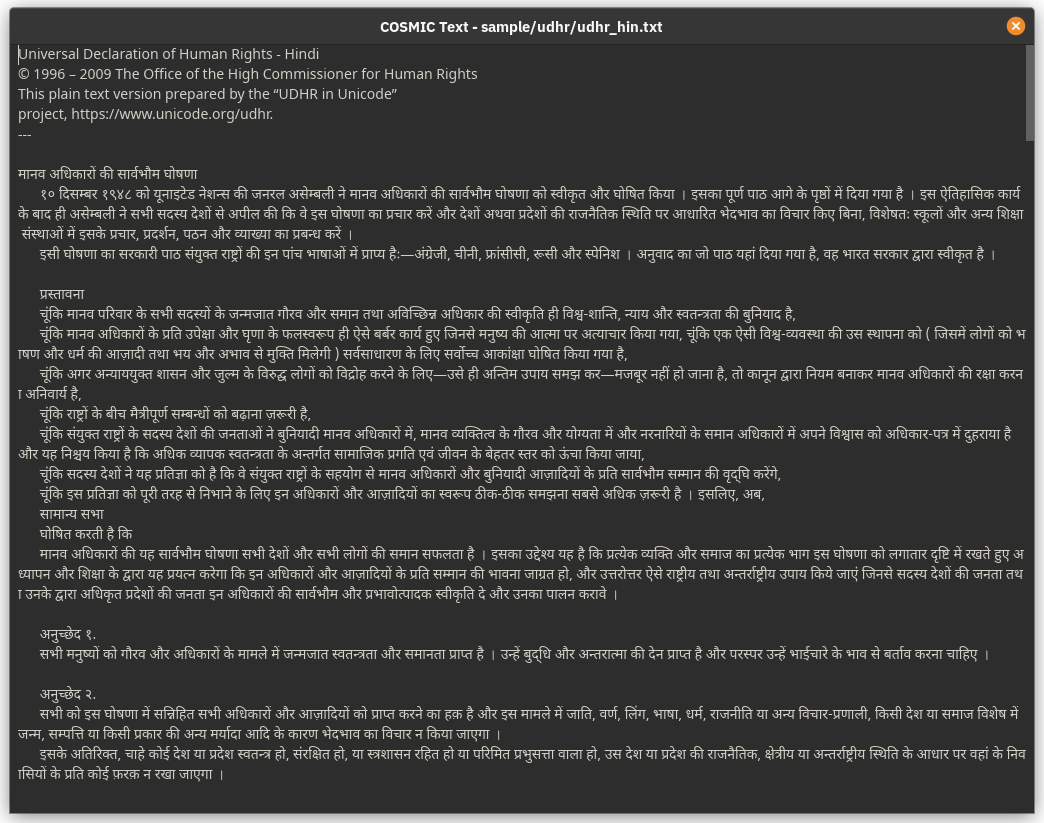 COSMIC Text - sample/udhr/udhr_hin.txt
Universal Declaration of Human Rights - Hindi
© 1996 – 2009 The Office of the High Commissioner for Human Rights
This plain text version prepared by the “UDHR in Unicode”
project, https://www.unicode.org/udhr.
---
मानव अधिकारों की सार्वभौम घोषणा
१० दिसम्बर १९४८ को यूनाइटेड नेशन्स की जनरल असेम्बली ने मानव अधिकारों की सार्वभौम घोषणा को स्वीकृत और घोषित किया । इसका पूर्ण पाठ आगे के पृष्ठों में दिया गया है । इस ऐतिहासिक कार्य
के बाद ही असेम्बली ने सभी सदस्य देशों से अपील की कि वे इस घोषणा का प्रचार करें और देशों अथवा प्रदेशों की राजनैतिक स्थिति पर आधारित भेदभाव का विचार किए बिना, विशेषतः स्कूलों और अन्य शिक्षा
संस्थाओं में इसके प्रचार, प्रदर्शन, पठन और व्याख्या का प्रबन्ध करें ।
इसी घोषणा का सरकारी पाठ संयुक्त राष्ट्रों की इन पांच भाषाओं में प्राप्य है:—अंग्रेजी, चीनी, फ्रांसीसी, रूसी और स्पेनिश । अनुवाद का जो पाठ यहां दिया गया है, वह भारत सरकार द्वारा स्वीकृत है ।
प्रस्तावना
चूंकि मानव परिवार के सभी सदस्यों के जन्मजात गौरव और समान तथा अविच्छिन्न अधिकार की स्वीकृति ही विश्व-शान्ति, न्याय और स्वतन्त्रता की बुनियाद है,
चूंकि मानव अधिकारों के प्रति उपेक्षा और घृणा के फलस्वरूप ही ऐसे बर्बर कार्य हुए जिनसे मनुष्य की आत्मा पर अत्याचार किया गया, चूंकि एक ऐसी विश्व-व्यवस्था की उस स्थापना को ( जिसमें लोगों को भ
ाषण और धर्म की आज़ादी तथा भय और अभाव से मुक्ति मिलेगी ) सर्वसाधारण के लिए सर्वोच्च आकांक्षा घोषित किया गया है,
चूंकि अगर अन्याययुक्त शासन और जुल्म के विरुद्घ लोगों को विद्रोह करने के लिए—उसे ही अन्तिम उपाय समझ कर—मजबूर नहीं हो जाना है, तो कानून द्वारा नियम बनाकर मानव अधिकारों की रक्षा करन
ा अनिवार्य है,
चूंकि राष्ट्रों के बीच मैत्रीपूर्ण सम्बन्धों को बढ़ाना ज़रूरी है,
चूंकि संयुक्त राष्ट्रों के सदस्य देशों की जनताओं ने बुनियादी मानव अधिकारों में, मानव व्यक्तित्व के गौरव और योग्यता में और नरनारियों के समान अधिकारों में अपने विश्वास को अधिकार-पत्र में दुहराया है
और यह निश्चय किया है कि अधिक व्यापक स्वतन्त्रता के अन्तर्गत सामाजिक प्रगति एवं जीवन के बेहतर स्तर को ऊंचा किया जाया,
चूंकि सदस्य देशों ने यह प्रतिज्ञा को है कि वे संयुक्त राष्ट्रों के सहयोग से मानव अधिकारों और बुनियादी आज़ादियों के प्रति सार्वभौम सम्मान की वृद्घि करेंगे,
चूंकि इस प्रतिज्ञा को पूरी तरह से निभाने के लिए इन अधिकारों और आज़ादियों का स्वरूप ठीक-ठीक समझना सबसे अधिक ज़रूरी है । इसलिए, अब,
सामान्य सभा
घोषित करती है कि
मानव अधिकारों की यह सार्वभौम घोषणा सभी देशों और सभी लोगों की समान सफलता है । इसका उद्देश्य यह है कि प्रत्येक व्यक्ति और समाज का प्रत्येक भाग इस घोषणा को लगातार दृष्टि में रखते हुए अ
ध्यापन और शिक्षा के द्वारा यह प्रयत्न करेगा कि इन अधिकारों और आज़ादियों के प्रति सम्मान की भावना जाग्रत हो, और उत्तरोत्तर ऐसे राष्ट्रीय तथा अन्तर्राष्ट्रीय उपाय किये जाएं जिनसे सदस्य देशों की जनता तथ
ा उनके द्वारा अधिकृत प्रदेशों की जनता इन अधिकारों की सार्वभौम और प्रभावोत्पादक स्वीकृति दे और उनका पालन करावे ।
अनुच्छेद १.
सभी मनुष्यों को गौरव और अधिकारों के मामले में जन्मजात स्वतन्त्रता और समानता प्राप्त है । उन्हें बुद्घि और अन्तरात्मा की देन प्राप्त है और परस्पर उन्हें भाईचारे के भाव से बर्ताव करना चाहिए ।
अनुच्छेद २.
सभी को इस घोषणा में सन्निहित सभी अधिकारों और आज़ादियों को प्राप्त करने का हक़ है और इस मामले में जाति, वर्ण, लिंग, भाषा, धर्म, राजनीति या अन्य विचार-प्रणाली, किसी देश या समाज विशेष में
जन्म, सम्पत्ति या किसी प्रकार की अन्य मर्यादा आदि के कारण भेदभाव का विचार न किया जाएगा ।
इसके अतिरिक्त, चाहे कोई देश या प्रदेश स्वतन्त्र हो, संरक्षित हो, या स्त्रशासन रहित हो या परिमित प्रभुसत्ता वाला हो, उस देश या प्रदेश की राजनैतिक, क्षेत्रीय या अन्तर्राष्ट्रीय स्थिति के आधार पर वहां के निव
ासियों के प्रति कोई फ़रक़ न रखा जाएगा ।